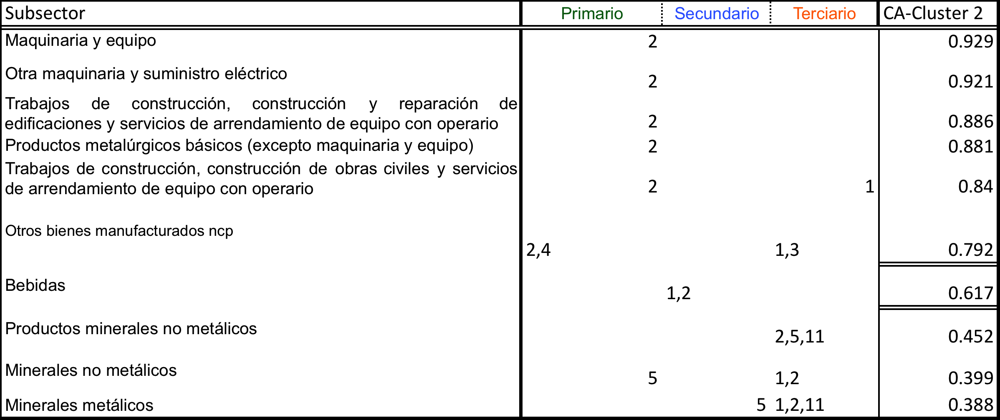 Subsector Primario Secundario Terciario CA-Cluster 2
Maquinaria y equipo 2 0.929
Otra maquinaria y suministro eléctrico 2 0.921
Trabajos de construcción, construcción y reparación de
edificaciones y servicios de arrendamiento de equipo con operario 2 0.886
Productos metalúrgicos básicos (excepto maquinaria y equipo) 2 0.881
Trabajos de construcción, construcción de obras civiles y servicios
de arrendamiento de equipo con operario 2 1 0.84
Otros bienes manufacturados ncp
2,4 1,3 0.792
Bebidas
1,2 0.617
Productos minerales no metálicos
2,5,11 0.452
Minerales no metálicos
5 1,2 0.399
Minerales metálicos 5 1,2,11 0.388